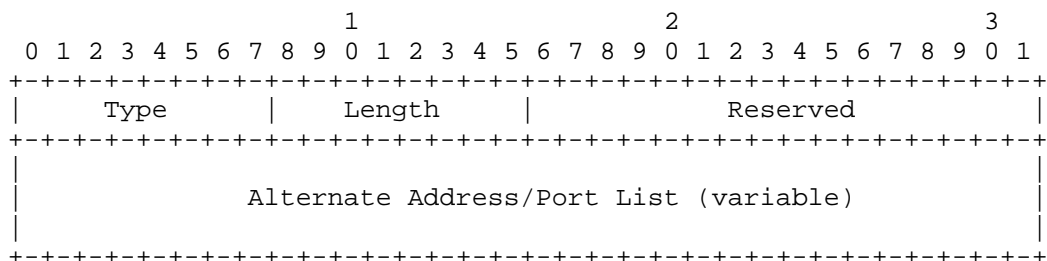 1                   2                   3
 0 1 2 3 4 5 6 7 8 9 0 1 2 3 4 5 6 7 8 9 0 1 2 3 4 5 6 7 8 9 0 1
+-+-+-+-+-+-+-+-+-+-+-+-+-+-+-+-+-+-+-+-+-+-+-+-+-+-+-+-+-+-+-+-+
|     Type      |    Length     |            Reserved           |
+-+-+-+-+-+-+-+-+-+-+-+-+-+-+-+-+-+-+-+-+-+-+-+-+-+-+-+-+-+-+-+-+
|                                                               |
|              Alternate Address/Port List (variable)           |
|                                                               |
+-+-+-+-+-+-+-+-+-+-+-+-+-+-+-+-+-+-+-+-+-+-+-+-+-+-+-+-+-+-+-+-+